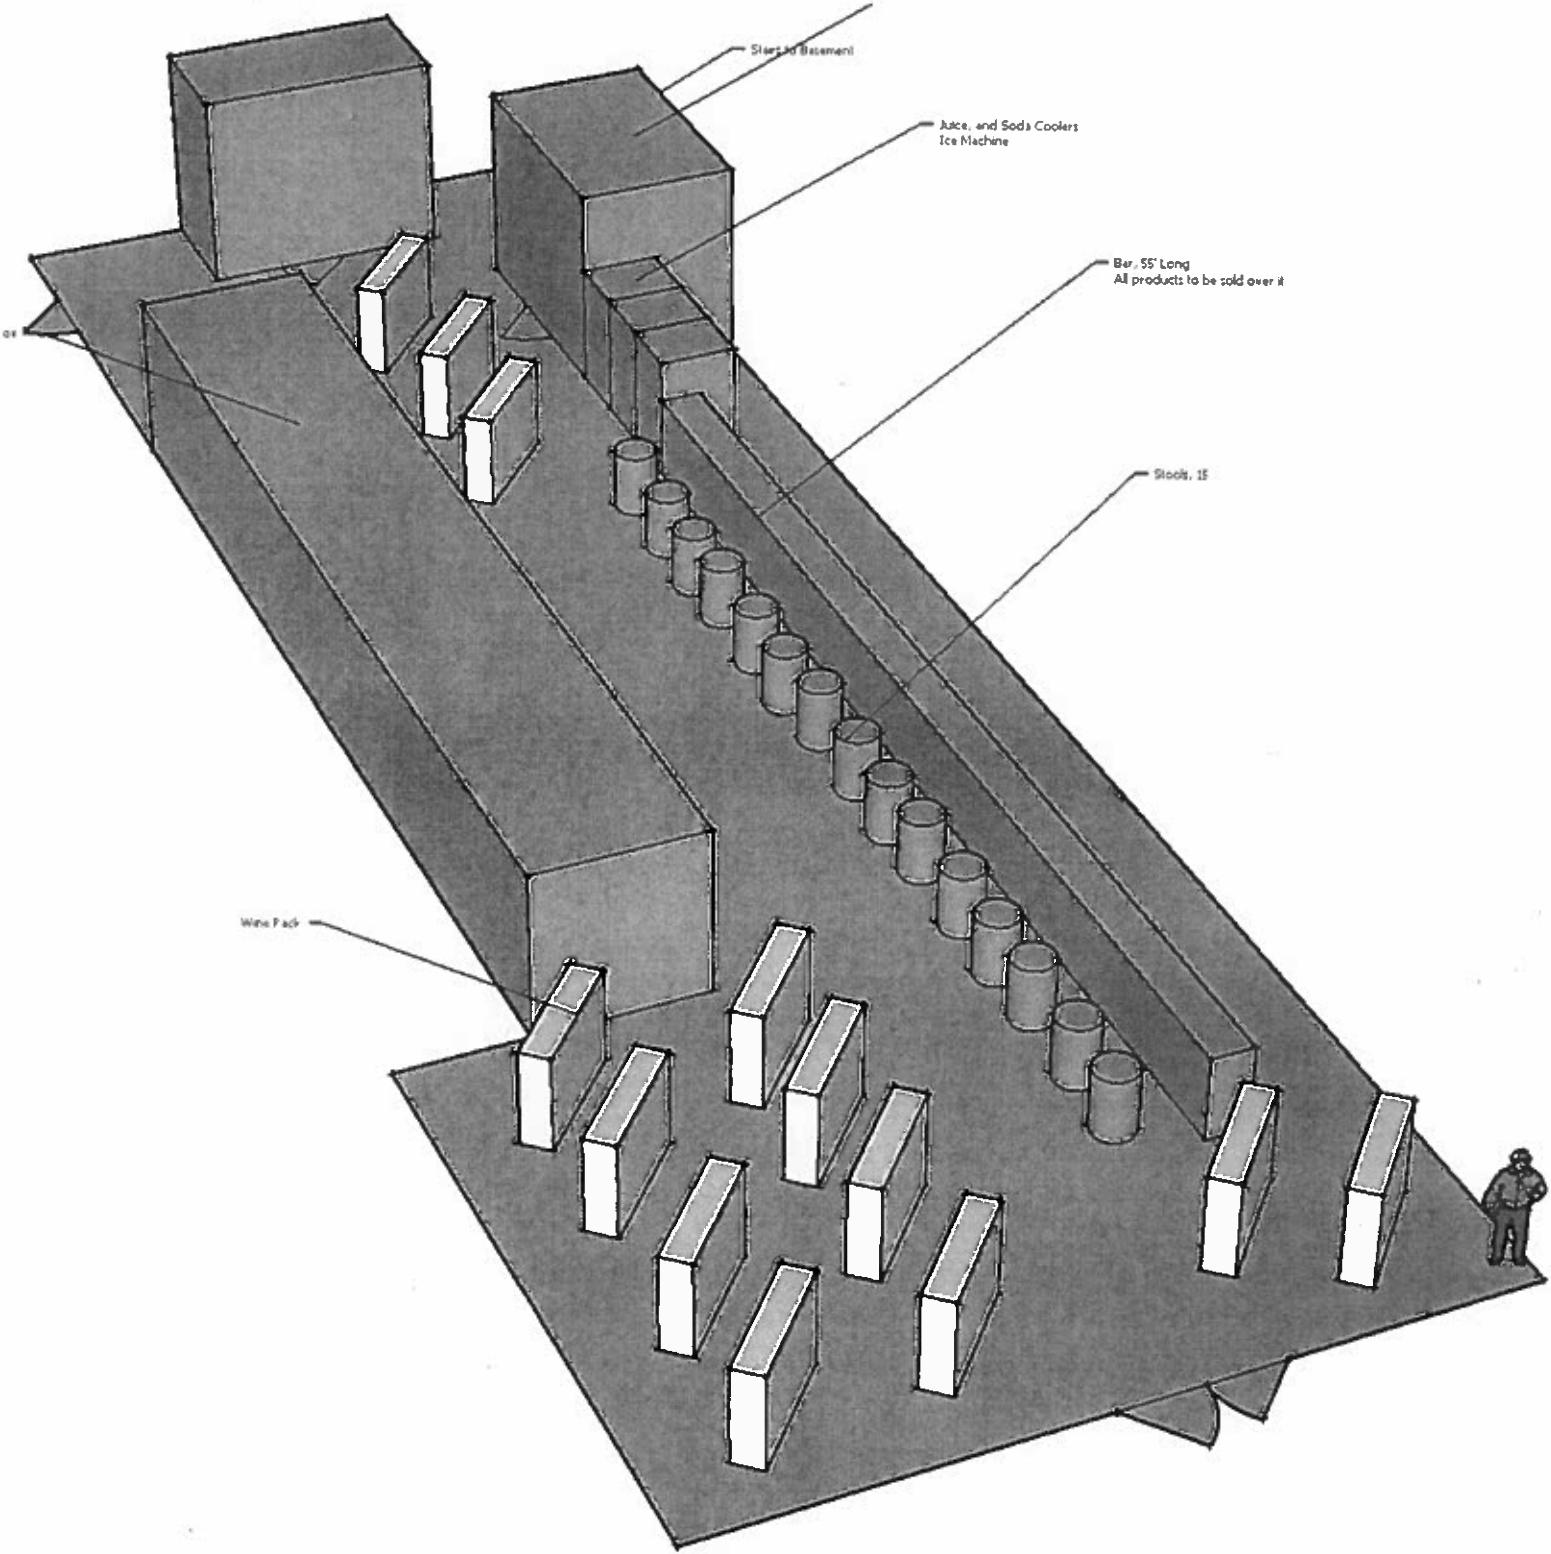 Stairs to Basement
Juice, and Soda Coolers
Ice Machine
Bar, 55' Long
All products to be sold over it
Stools, 15
Wine Rack